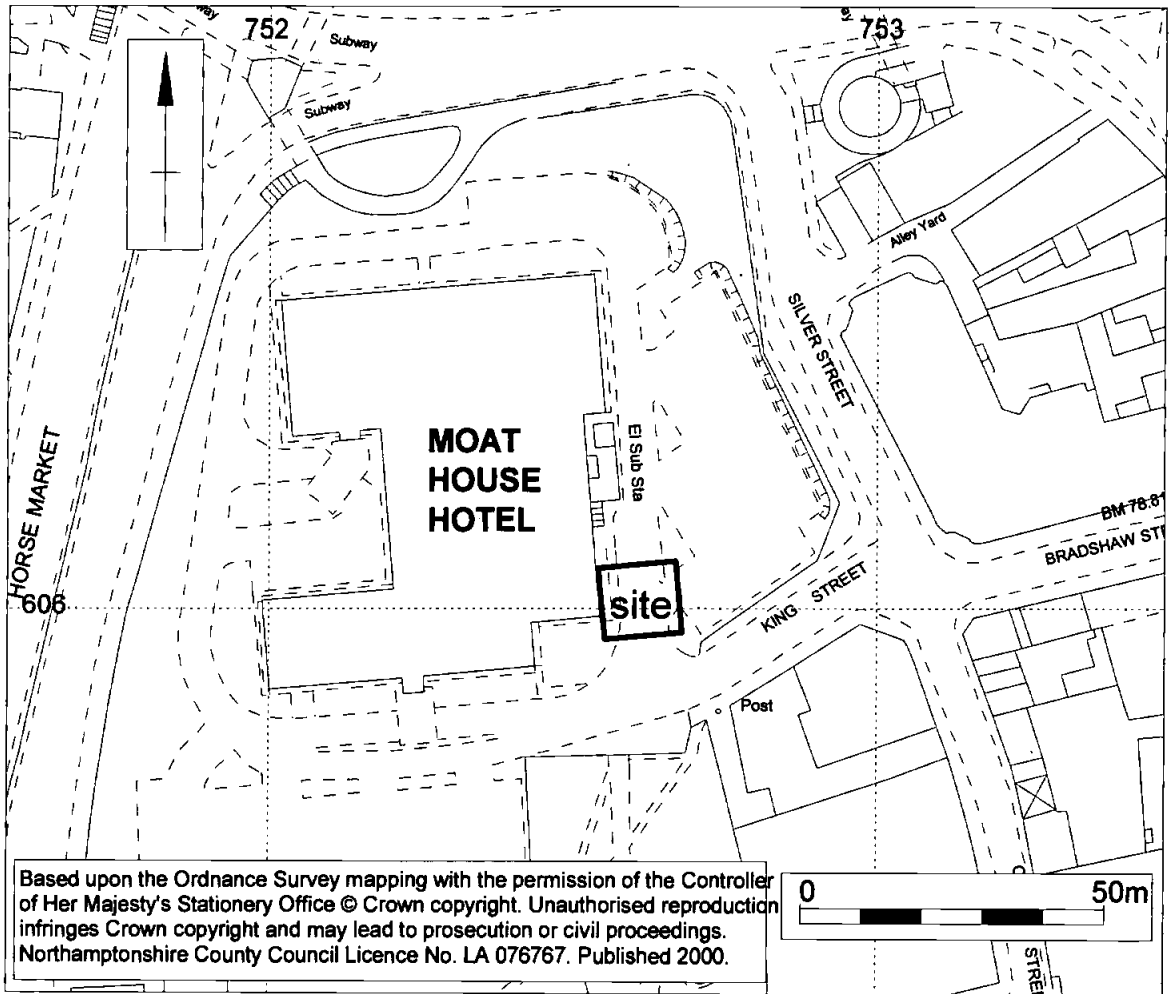 752
753
Subway
Subway
Alley Yard
SILVER STREET
MOAT
HOUSE
HOTEL
El Sub Sta
HORSE MARKET
BM 78.81
BRADSHAW ST
606
site
KING STREET
Post
STREET
Based upon the Ordnance Survey mapping with the permission of the Controller
of Her Majesty's Stationery Office © Crown copyright. Unauthorised reproduction
infringes Crown copyright and may lead to prosecution or civil proceedings.
Northamptonshire County Council Licence No. LA 076767. Published 2000.
0 50m